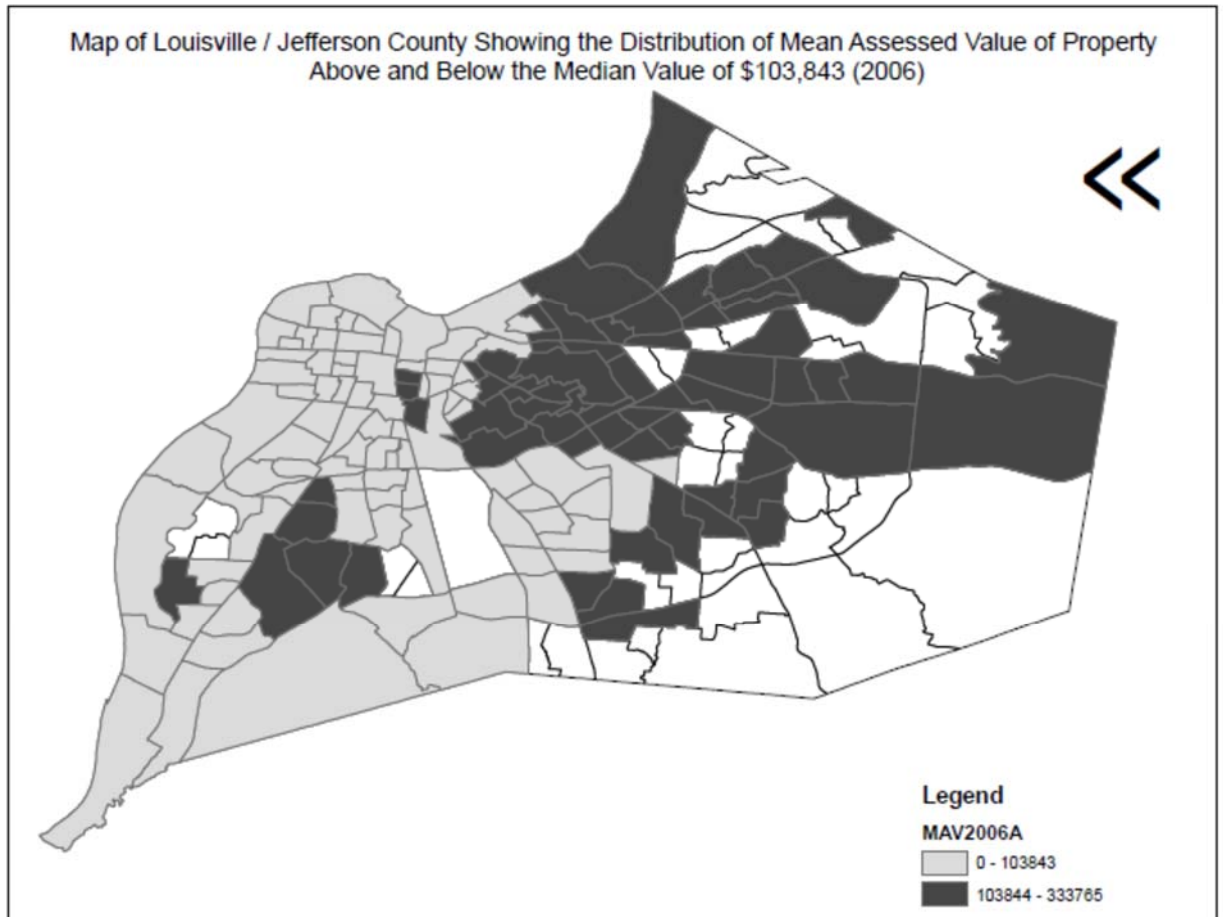 Map of Louisville / Jefferson County Showing the Distribution of Mean Assessed Value of Property
Above and Below the Median Value of $103,843 (2006)
<<
Legend
MAV2006A
0 - 103843
103844 - 333765